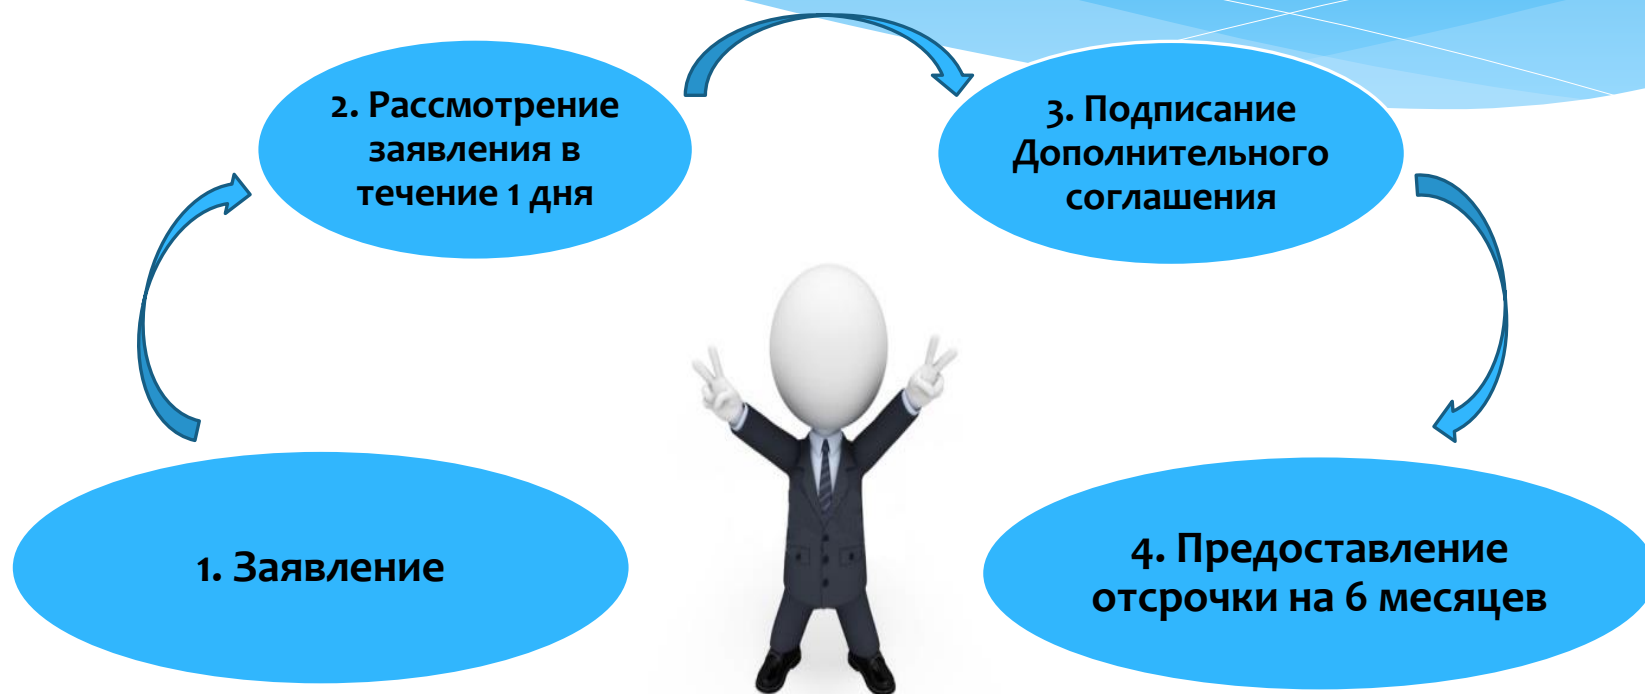 1. Заявление
2. Рассмотрение
заявления в
течение 1 дня
3. Подписание
Дополнительного
соглашения
4. Предоставление
отсрочки на 6 месяцев